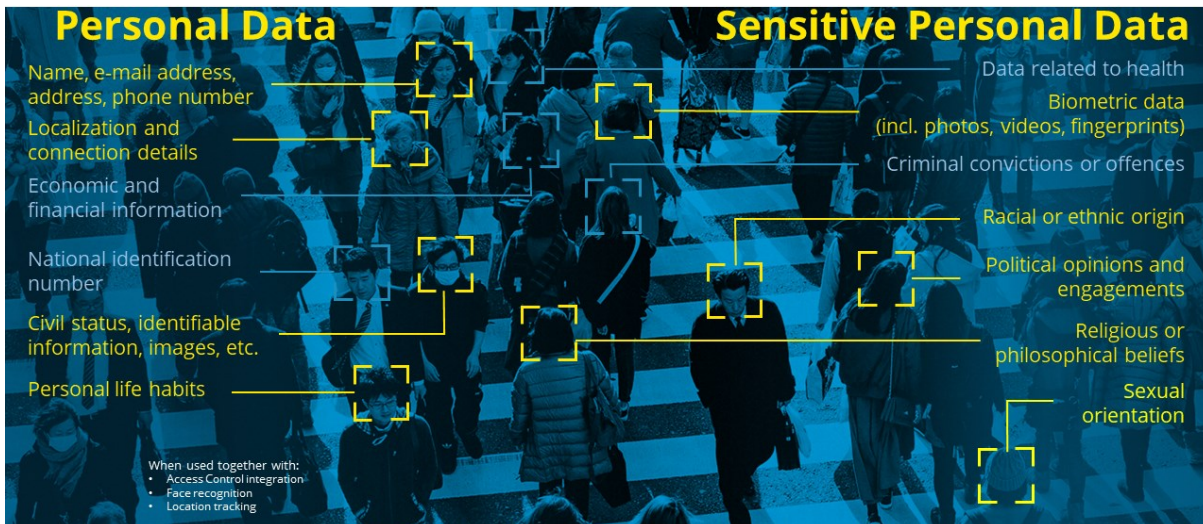 Personal Data
Name, e-mail address,
address, phone number
Localization and
connection details
Economic and
financial information
National identification
number
Civil status, identifiable
information, images, etc.
Personal life habits
When used together with:
• Access Control integration
• Face recognition
• Location tracking
Sensitive Personal Data
Data related to health
Biometric data
(incl. photos, videos, fingerprints)
Criminal convictions or offences
Racial or ethnic origin
Political opinions and
engagements
Religious or
philosophical beliefs
Sexual
orientation